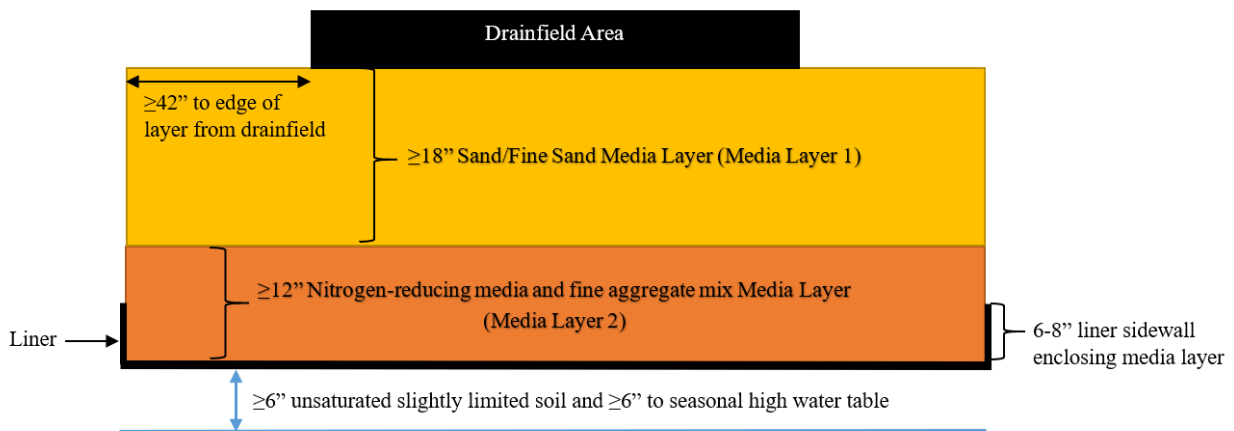 Drainfield Area
≥42” to edge of
layer from drainfield
≥18” Sand/Fine Sand Media Layer (Media Layer 1)
≥12” Nitrogen-reducing media and fine aggregate mix Media Layer
(Media Layer 2)
Liner
6-8” liner sidewall
enclosing media layer
≥6” unsaturated slightly limited soil and ≥6” to seasonal high water table